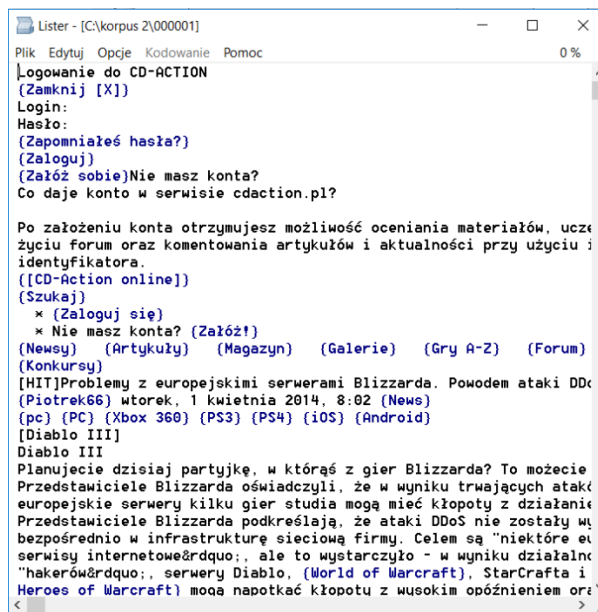 Lister - [C:\korpus 2\000001]
Plik Edytuj Opcje Kodowanie Pomoc 0 %
Logowanie do CD-ACTION
{Zamknij [X]}
Login:
Hasło:
{Zapomniałeś hasła?}
{Zaloguj}
{Załóż sobie}Nie masz konta?
Co daje konto w serwisie cdaction.pl?
Po założeniu konta otrzymujesz możliwość oceniania materiałów, ucze
życiu forum oraz komentowania artykułów i aktualności przy użyciu i
identyfikatora.
{[CD-Action online]}
{Szukaj}
* {Zaloguj się}
* Nie masz konta? {Załóż!}
{Newsy} {Artykuły} {Magazyn} {Galerie} {Gry A-Z} {Forum}
{Konkursy}
[HIT]Problemy z europejskimi serwerami Blizzarda. Powodem ataki DDo
{Piotrek66} wtorek, 1 kwietnia 2014, 8:02 {News}
{pc} {PC} {Xbox 360} {PS3} {PS4} {iOS} {Android}
[Diablo III]
Diablo III
Planujecie dzisiaj partyjkę, w którąś z gier Blizzarda? To możecie
Przedstawiciele Blizzarda oświadczyli, że w wyniku trwających atakó
europejskie serwery kilku gier studia mogą mieć kłopoty z działanie
Przedstawiciele Blizzarda podkreślają, że ataki DDoS nie zostały wy
bezpośrednio w infrastrukturę sieciową firmy. Celem są "niektóre eu
serwisy internetowe&rdquo;, ale to wystarczyło - w wyniku działalno
"hakerów&rdquo;, serwery Diablo, {World of Warcraft}, StarCrafta i
Heroes of Warcraft} mogą napotkać kłopoty z wysokim opóźnieniem ora